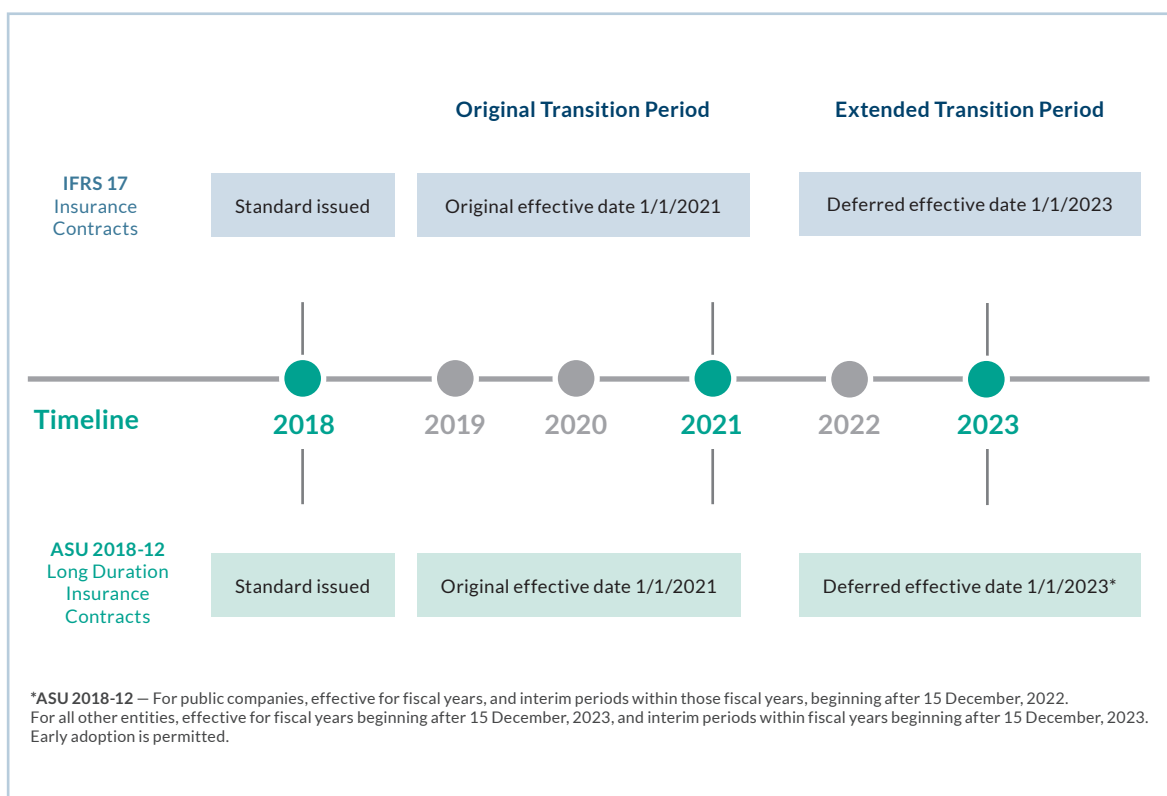 Original Transition Period
Extended Transition Period
IFRS 17
Insurance
Contracts
Standard issued
Original effective date 1/1/2021
Deferred effective date 1/1/2023
Timeline
2018
2019
2020
2021
2022
2023
ASU 2018-12
Long Duration
Insurance
Contracts
Standard issued
Original effective date 1/1/2021
Deferred effective date 1/1/2023*
*ASU 2018-12 — For public companies, effective for fiscal years, and interim periods within those fiscal years, beginning after 15 December, 2022.
For all other entities, effective for fiscal years beginning after 15 December, 2023, and interim periods within fiscal years beginning after 15 December, 2023.
Early adoption is permitted.